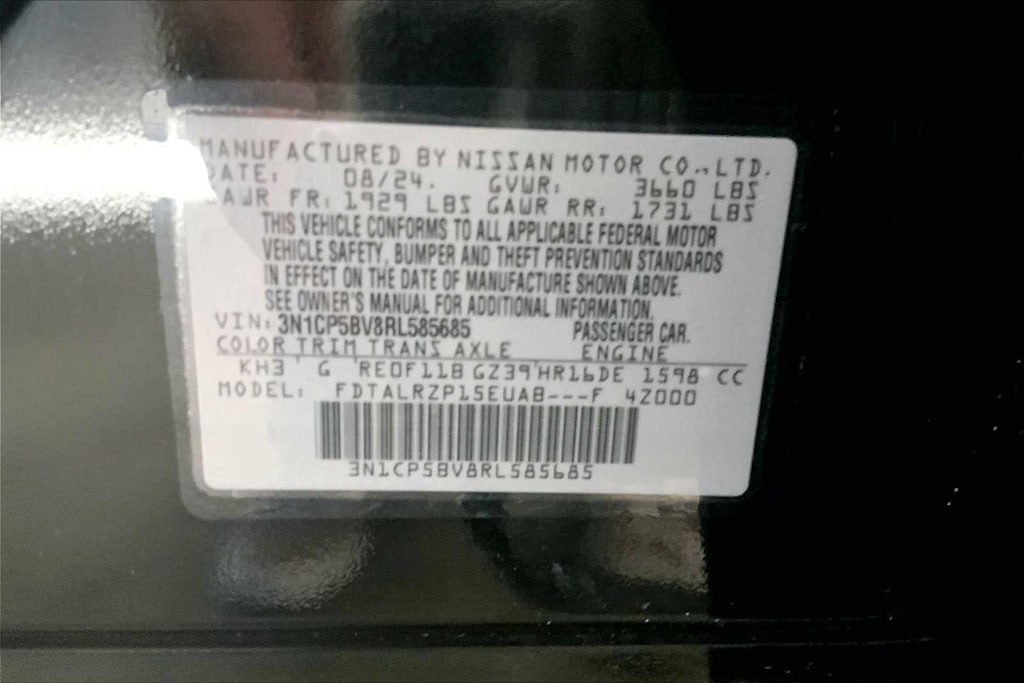 MANUFACTURED BY NISSAN MOTOR CO.,LTD.
DATE: 08/24. GVWR: 3660 LBS
GAWR FR: 1929 LBS GAWR RR: 1731 LBS
THIS VEHICLE CONFORMS TO ALL APPLICABLE FEDERAL MOTOR
VEHICLE SAFETY, BUMPER AND THEFT PREVENTION STANDARDS
IN EFFECT ON THE DATE OF MANUFACTURE SHOWN ABOVE.
SEE OWNER'S MANUAL FOR ADDITIONAL INFORMATION.
VIN: 3N1CP5BV8RL585685 PASSENGER CAR.
COLOR TRIM TRANS AXLE ENGINE
KH3 G RE0F11B GZ39 HR16DE 1598 CC
MODEL: FDTALRZP15EUA8---F 42000
3N1CP5BV8RL585685